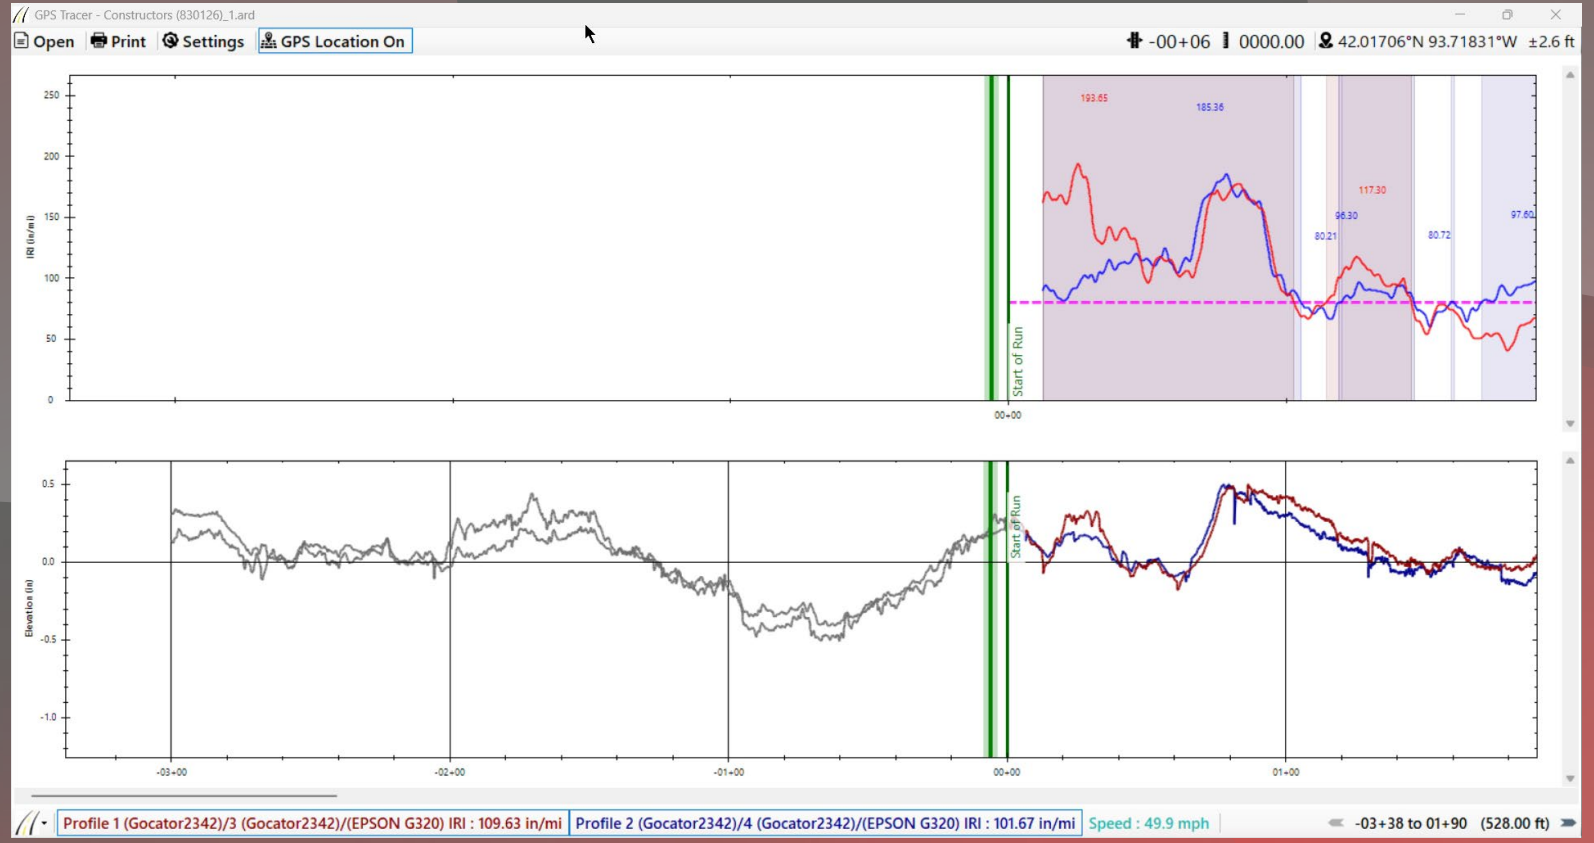 GPS Tracer - Constructors (830126)_1.ard
Open Print Settings GPS Location On -00+06 0000.00 42.01706°N 93.71831°W ±2.6 ft
250
200
150
100
50
0
IRI (in/mi)
193.65
185.36
117.30
96.30
80.21
80.72
97.60
Start of Run
00+00
0.5
0.0
-0.5
-1.0
Elevation (in)
Start of Run
-03+00 -02+00 -01+00 00+00 01+00
Profile 1 (Gocator2342)/3 (Gocator2342)/(EPSON G320) IRI : 109.63 in/mi Profile 2 (Gocator2342)/4 (Gocator2342)/(EPSON G320) IRI : 101.67 in/mi Speed : 49.9 mph -03+38 to 01+90 (528.00 ft)